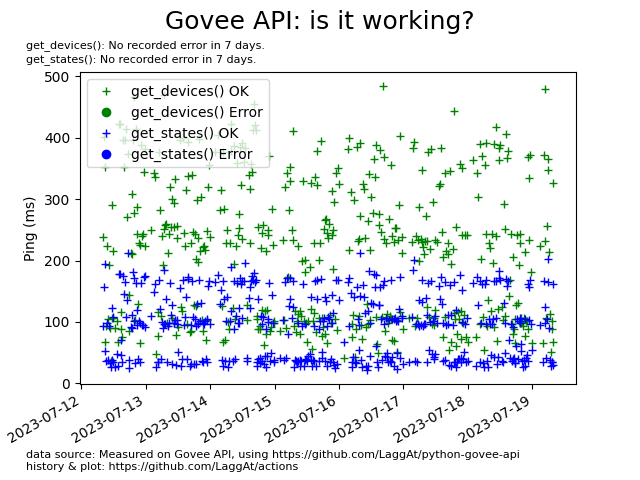 Govee API: is it working?
get_devices(): No recorded error in 7 days.
get_states(): No recorded error in 7 days.
get_devices() OK
get_devices() Error
get_states() OK
get_states() Error
Ping (ms)
500
400
300
200
100
0
2023-07-12
2023-07-13
2023-07-14
2023-07-15
2023-07-16
2023-07-17
2023-07-18
2023-07-19
data source: Measured on Govee API, using https://github.com/LaggAt/python-govee-api
history & plot: https://github.com/LaggAt/actions